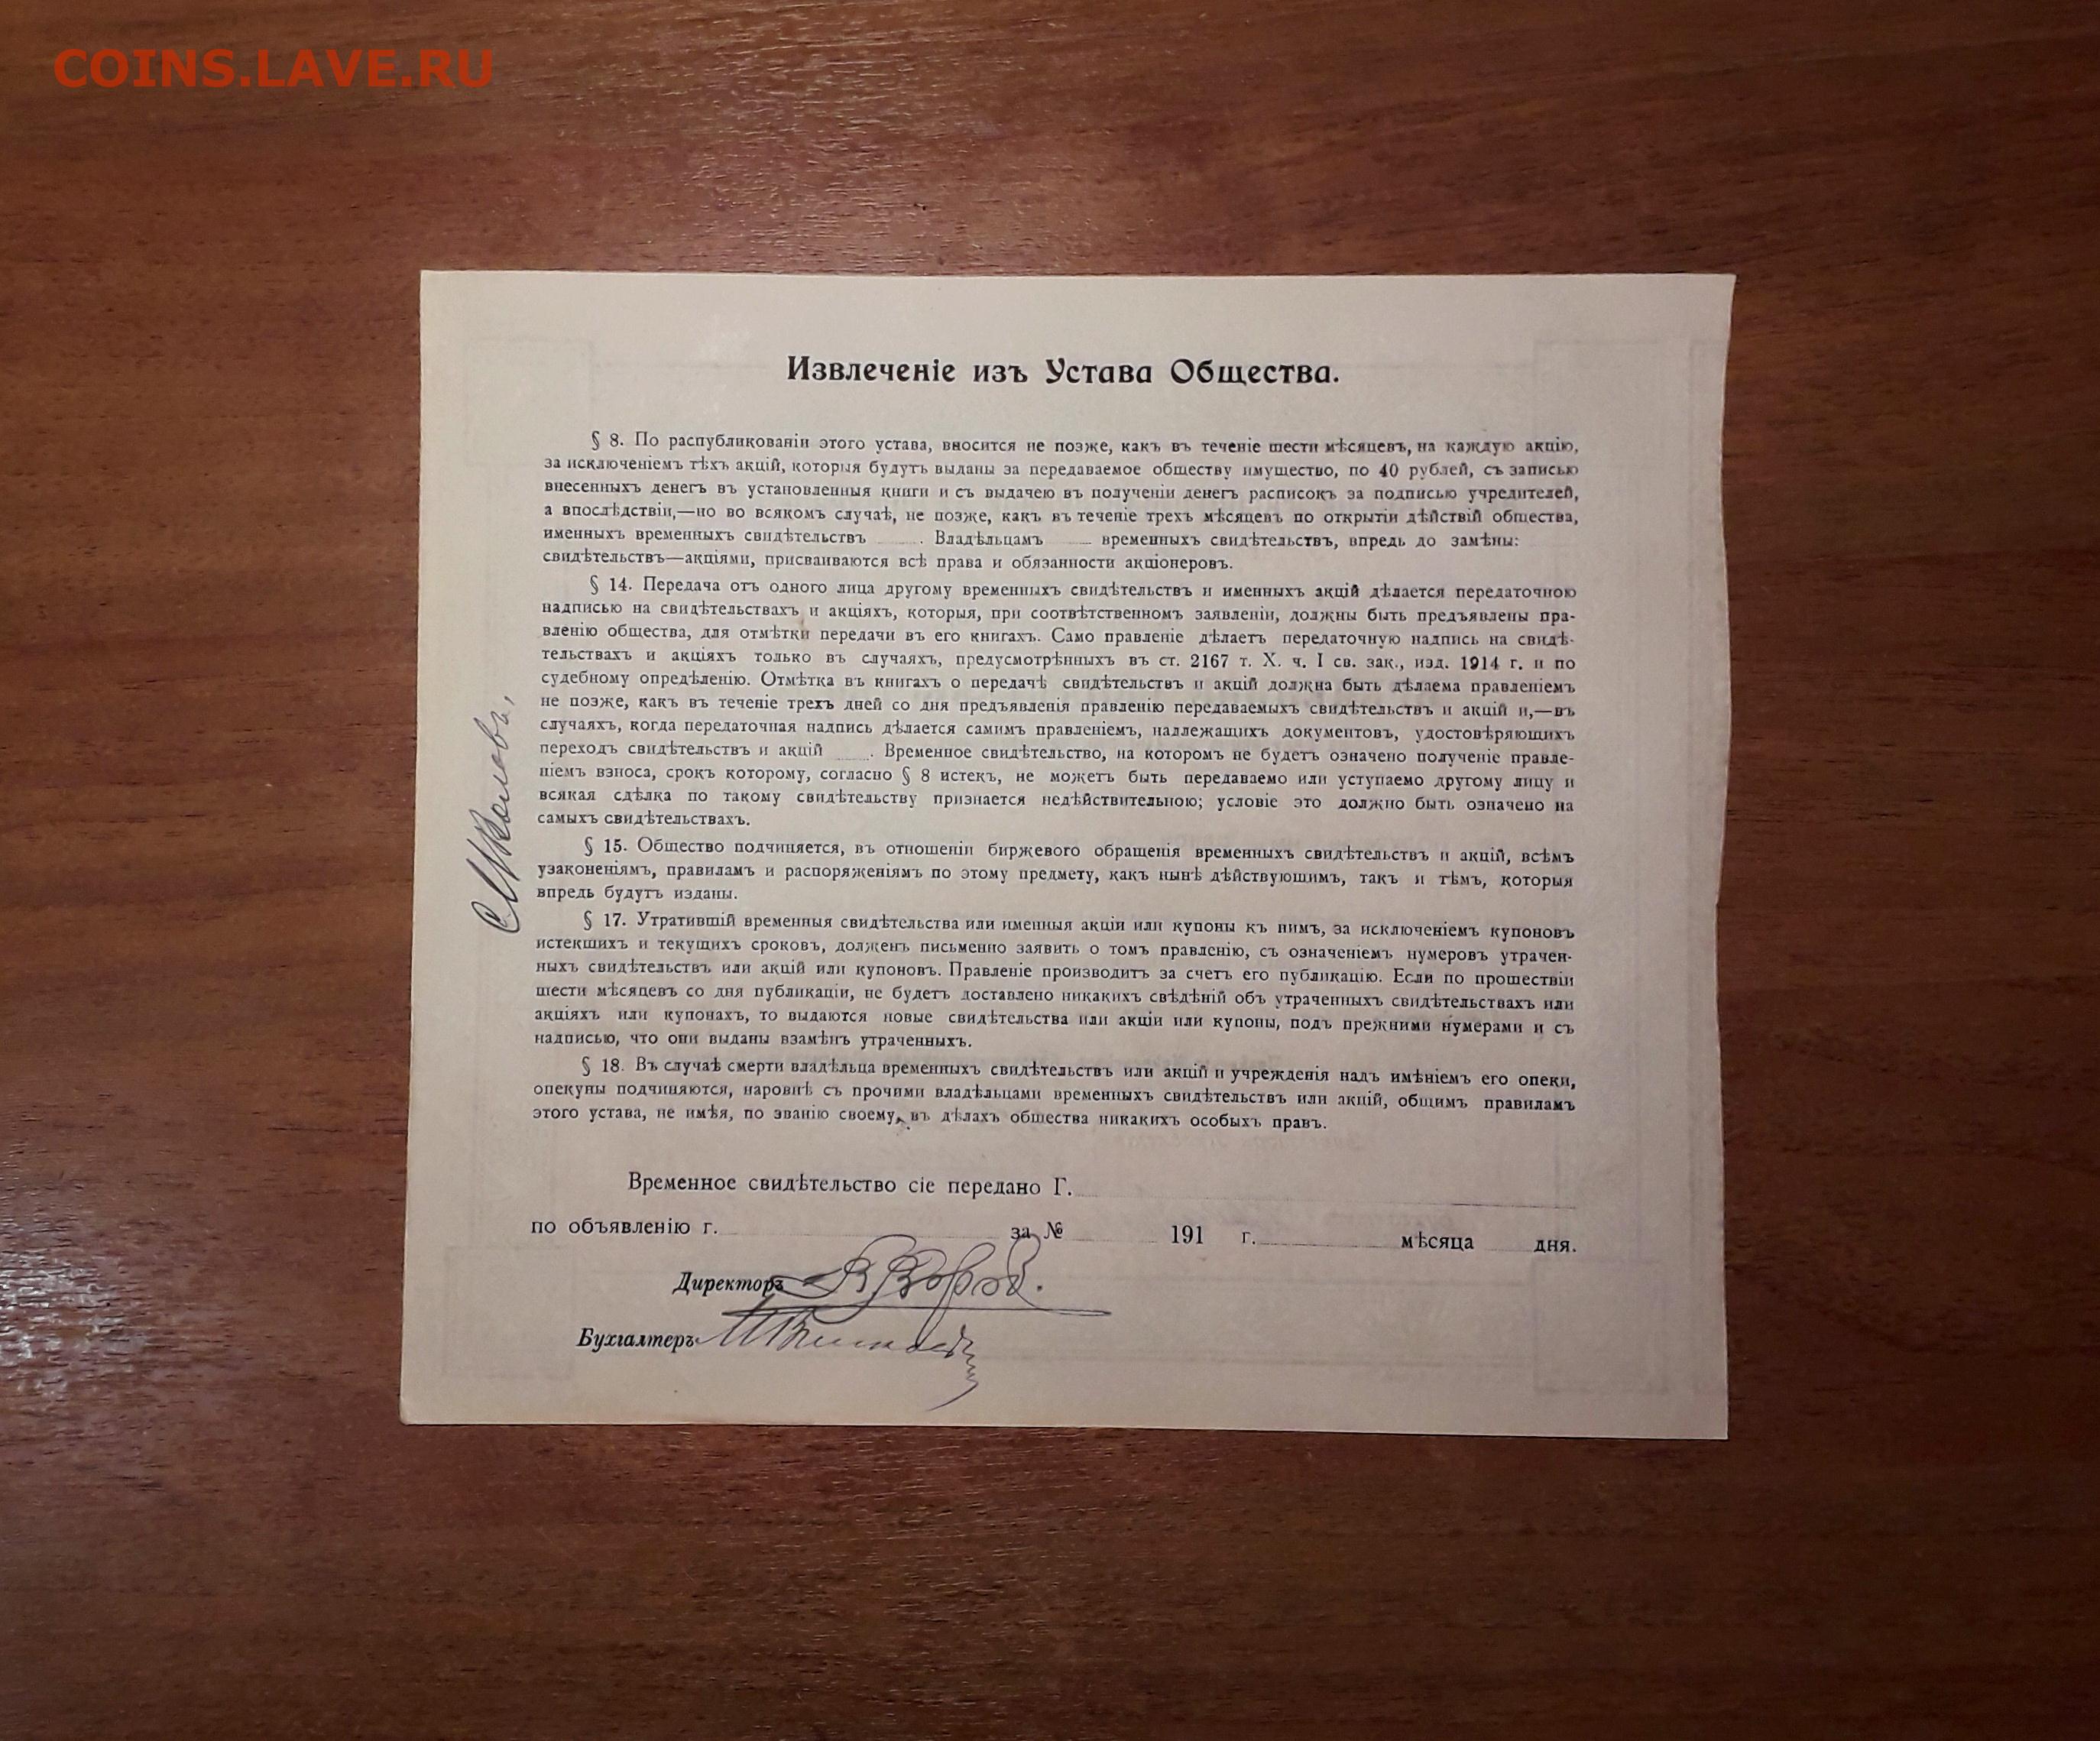 COINS.LAVE.RU
Извлеченіе изъ Устава Общества.
§ 8. По распубликованіи этого устава, вносится не позже, какъ въ теченіе шести мѣсяцевъ, на каждую акцію,
за исключеніемъ тѣхъ акцій, которыя будутъ выданы за передаваемое обществу имущество, по 40 рублей, съ записью
внесенныхъ денегъ въ установленныя книги и съ выдачею въ полученіи денегъ расписокъ за подписью учредителей,
а впослѣдствіи,—но во всякомъ случаѣ, не позже, какъ въ теченіе трехъ мѣсяцевъ по открытіи дѣйствій общества,
именныхъ временныхъ свидѣтельствъ . Владѣльцамъ временныхъ свидѣтельствъ, впредь до замѣны:
свидѣтельствъ—акціями, присваиваются всѣ права и обязанности акціонеровъ.
§ 14. Передача отъ одного лица другому временныхъ свидѣтельствъ и именныхъ акцій дѣлается передаточною
надписью на свидѣтельствахъ и акціяхъ, которыя, при соотвѣтственномъ заявленіи, должны быть предъявлены пра-
вленію общества, для отмѣтки передачи въ его книгахъ. Само правленіе дѣлаетъ передаточную надпись на свидѣ-
тельствахъ и акціяхъ только въ случаяхъ, предусмотрѣнныхъ въ ст. 2167 т. X. ч. I св. зак., изд. 1914 г. и по
судебному опредѣленію. Отмѣтка въ книгахъ о передачѣ свидѣтельствъ и акцій должна быть дѣлаема правленіемъ
не позже, какъ въ теченіе трехъ дней со дня предъявленія правленію передаваемыхъ свидѣтельствъ и акцій и,—въ
случаяхъ, когда передаточная надпись дѣлается самимъ правленіемъ, надлежащихъ документовъ, удостовѣряющихъ
переходъ свидѣтельствъ и акцій . Временное свидѣтельство, на которомъ не будетъ означено полученіе правле-
ніемъ взноса, срокъ которому, согласно § 8 истекъ, не можетъ быть передаваемо или уступаемо другому лицу и
всякая сдѣлка по такому свидѣтельству признается недѣйствительною; условіе это должно быть означено на
самыхъ свидѣтельствахъ.
§ 15. Общество подчиняется, въ отношеніи биржевого обращенія временныхъ свидѣтельствъ и акцій, всѣмъ
узаконеніямъ, правиламъ и распоряженіямъ по этому предмету, какъ нынѣ дѣйствующимъ, такъ и тѣмъ, которыя
впредь будутъ изданы.
§ 17. Утратившій временныя свидѣтельства или именныя акціи или купоны къ нимъ, за исключеніемъ купоновъ
истекшихъ и текущихъ сроковъ, долженъ письменно заявить о томъ правленію, съ означеніемъ нумеровъ утрачен-
ныхъ свидѣтельствъ или акцій или купоновъ. Правленіе производитъ за счетъ его публикацію. Если по прошествіи
шести мѣсяцевъ со дня публикаціи, не будетъ доставлено никакихъ свѣдѣній объ утраченныхъ свидѣтельствахъ или
акціяхъ или купонахъ, то выдаются новые свидѣтельства или акціи или купоны, подъ прежними нумерами и съ
надписью, что они выданы взамѣнъ утраченныхъ.
§ 18. Въ случаѣ смерти владѣльца временныхъ свидѣтельствъ или акцій и учрежденія надъ имѣніемъ его опеки,
опекуны подчиняются, наровнѣ съ прочими владѣльцами временныхъ свидѣтельствъ или акцій, общимъ правиламъ
этого устава, не имѣя, по званію своему, въ дѣлахъ общества никакихъ особыхъ правъ.
Временное свидѣтельство сіе передано Г.
по объявленію г. за № 191 г. мѣсяца дня.
Директоръ
Бухгалтеръ